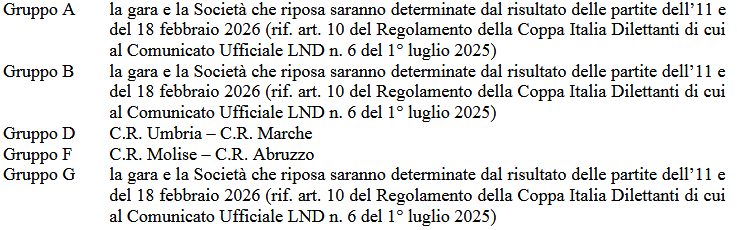 Gruppo A la gara e la Società che riposa saranno determinate dal risultato delle partite dell’11 e
del 18 febbraio 2026 (rif. art. 10 del Regolamento della Coppa Italia Dilettanti di cui
al Comunicato Ufficiale LND n. 6 del 1° luglio 2025)
Gruppo B la gara e la Società che riposa saranno determinate dal risultato delle partite dell’11 e
del 18 febbraio 2026 (rif. art. 10 del Regolamento della Coppa Italia Dilettanti di cui
al Comunicato Ufficiale LND n. 6 del 1° luglio 2025)
Gruppo D C.R. Umbria – C.R. Marche
Gruppo F C.R. Molise – C.R. Abruzzo
Gruppo G la gara e la Società che riposa saranno determinate dal risultato delle partite dell’11 e
del 18 febbraio 2026 (rif. art. 10 del Regolamento della Coppa Italia Dilettanti di cui
al Comunicato Ufficiale LND n. 6 del 1° luglio 2025)